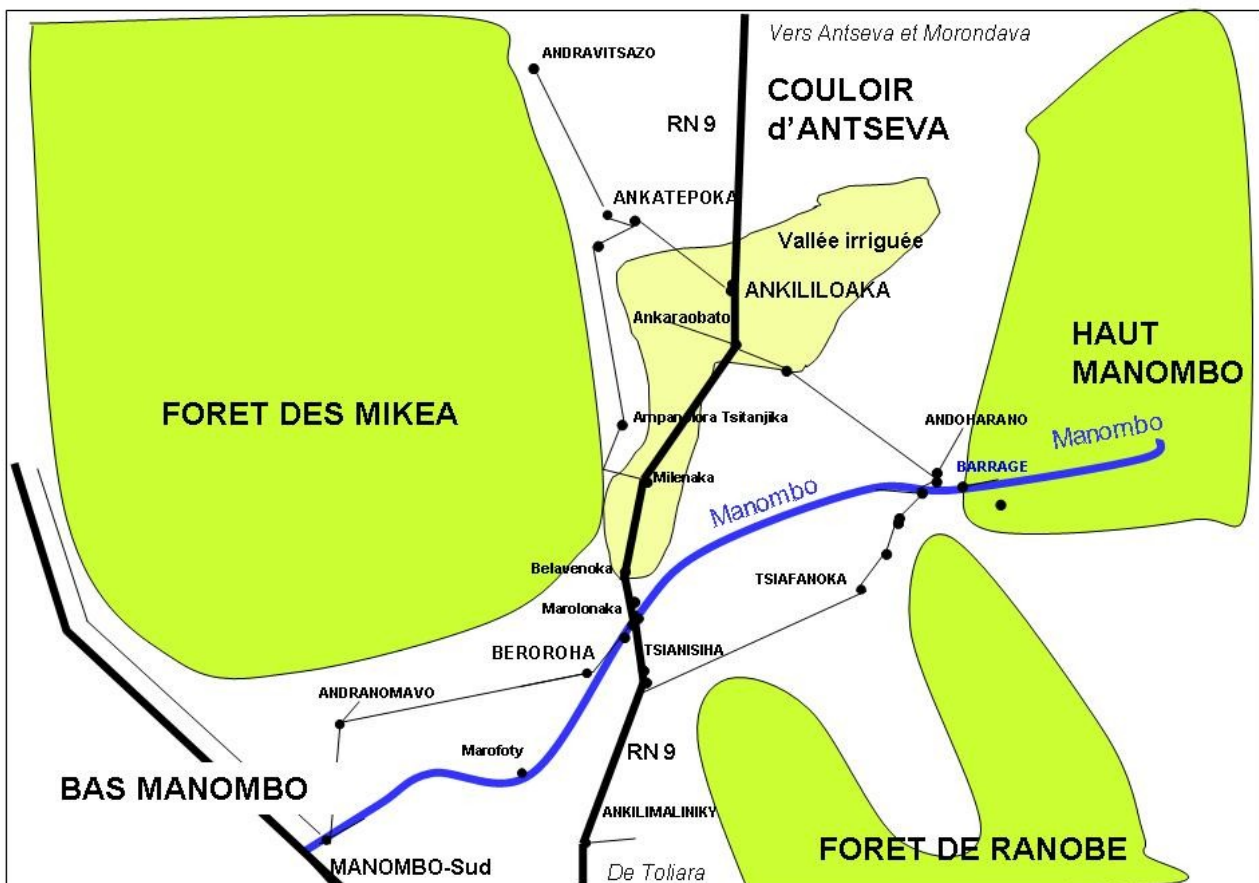 Vers Antseva et Morondava
ANDRAVITSAZO
COULOIR
d'ANTSEVA
RN 9
ANKATEPOKA
Vallée irriguée
ANKILILOAKA
Ankaraobato
HAUT
MANOMBO
FORET DES MIKEA
Tsitanjika
ANDOHARANO
Manombo
BARRAGE
Milenaka
Manombo
Belavenoka
TSIAFANOKA
Marolonaka
BEROROHA
TSIANISIHA
ANDRANOMAVO
Marofoty
RN 9
BAS MANOMBO
ANKILIMALINIKY
FORET DE RANOBE
MANOMBO-Sud
De Toliara